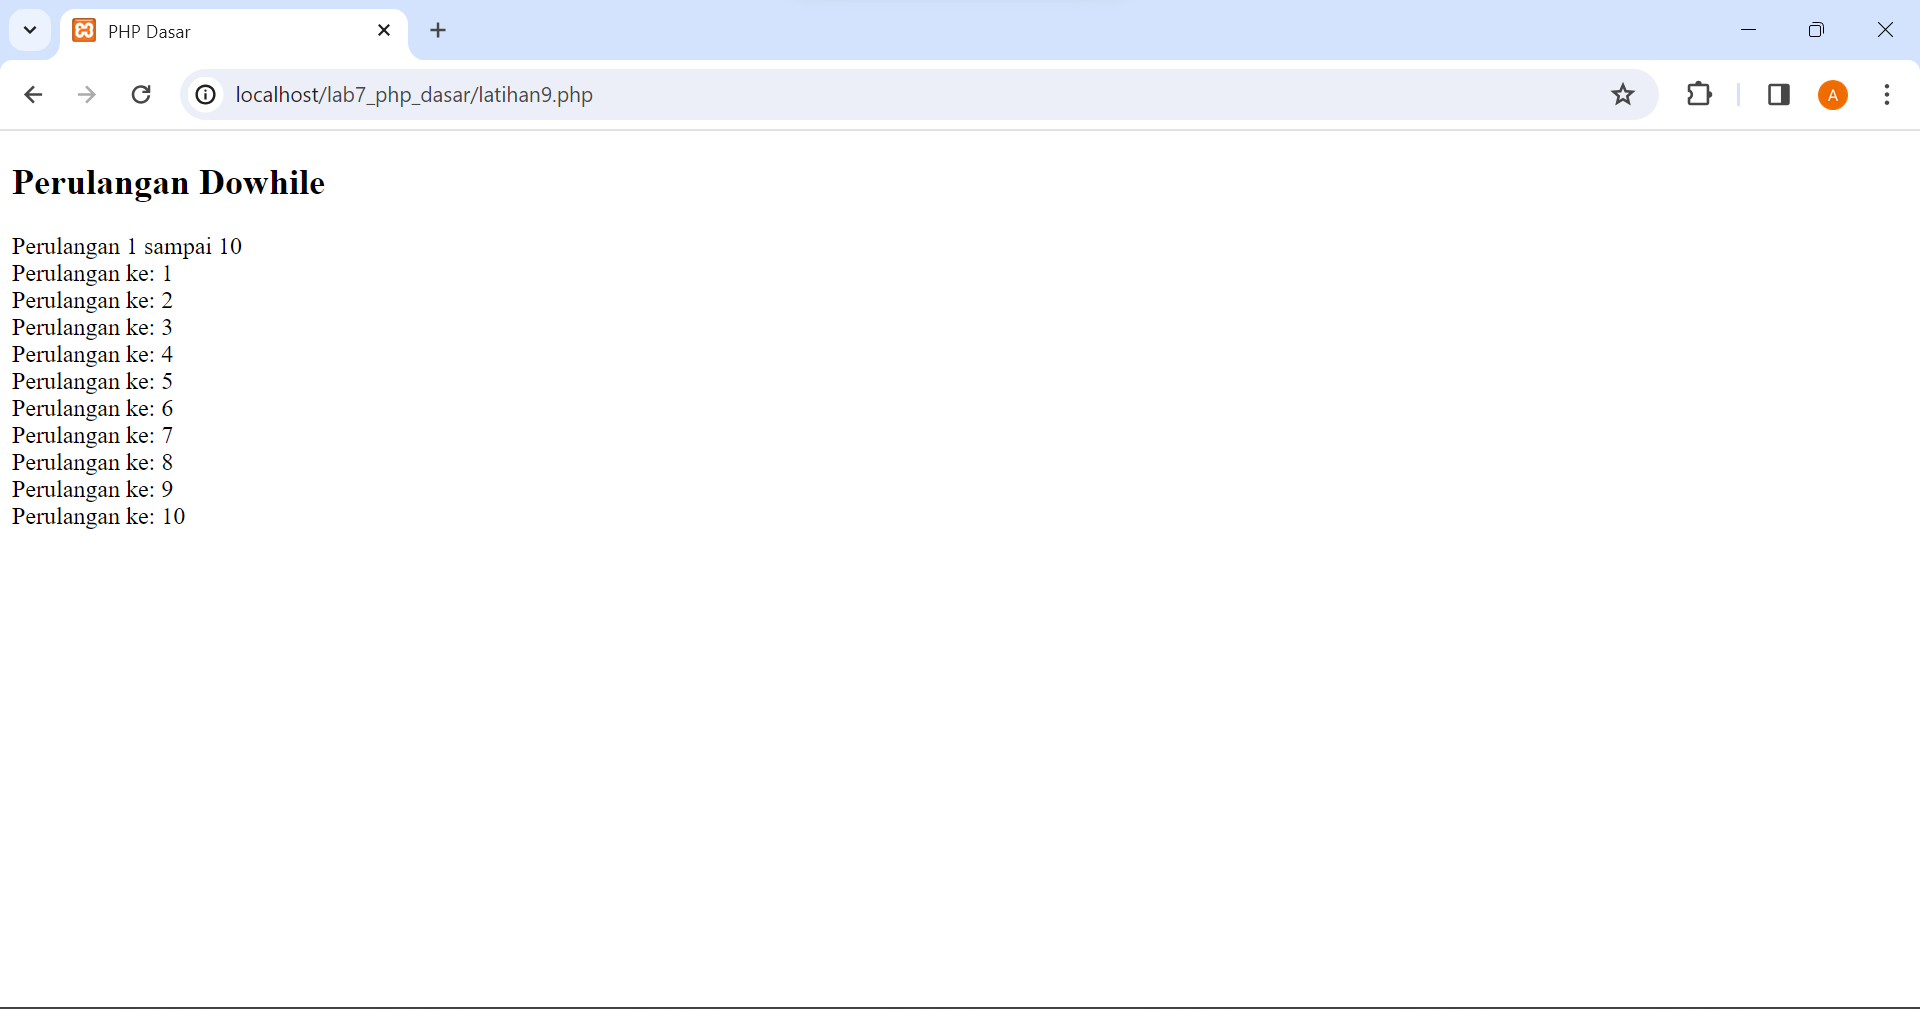 PHP Dasar
localhost/lab7_php_dasar/latihan9.php
A
Perulangan Dowhile
Perulangan 1 sampai 10
Perulangan ke: 1
Perulangan ke: 2
Perulangan ke: 3
Perulangan ke: 4
Perulangan ke: 5
Perulangan ke: 6
Perulangan ke: 7
Perulangan ke: 8
Perulangan ke: 9
Perulangan ke: 10